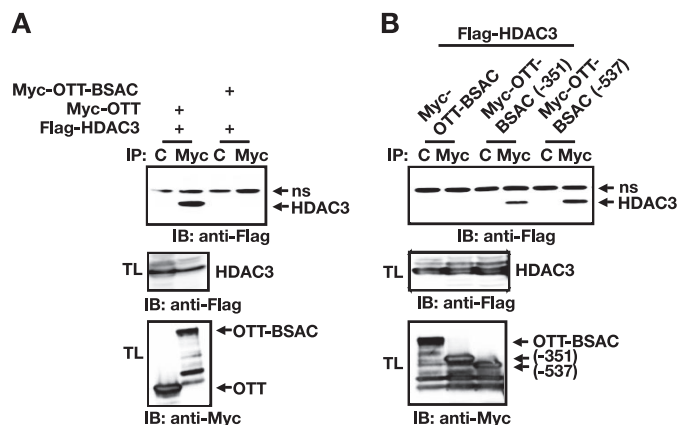 A
Myc-OTT-BSAC +
Myc-OTT +
Flag-HDAC3 + +
IP: C Myc C Myc
ns
HDAC3
IB: anti-Flag
TL HDAC3
IB: anti-Flag
TL
OTT-BSAC
OTT
IB: anti-Myc
B
Flag-HDAC3
Myc-
OTT-BSAC
Myc-OTT-
BSAC (-351)
Myc-OTT-
BSAC (-537)
IP: C Myc C Myc C Myc
ns
HDAC3
IB: anti-Flag
TL HDAC3
IB: anti-Flag
TL
OTT-BSAC
(-351)
(-537)
IB: anti-Myc